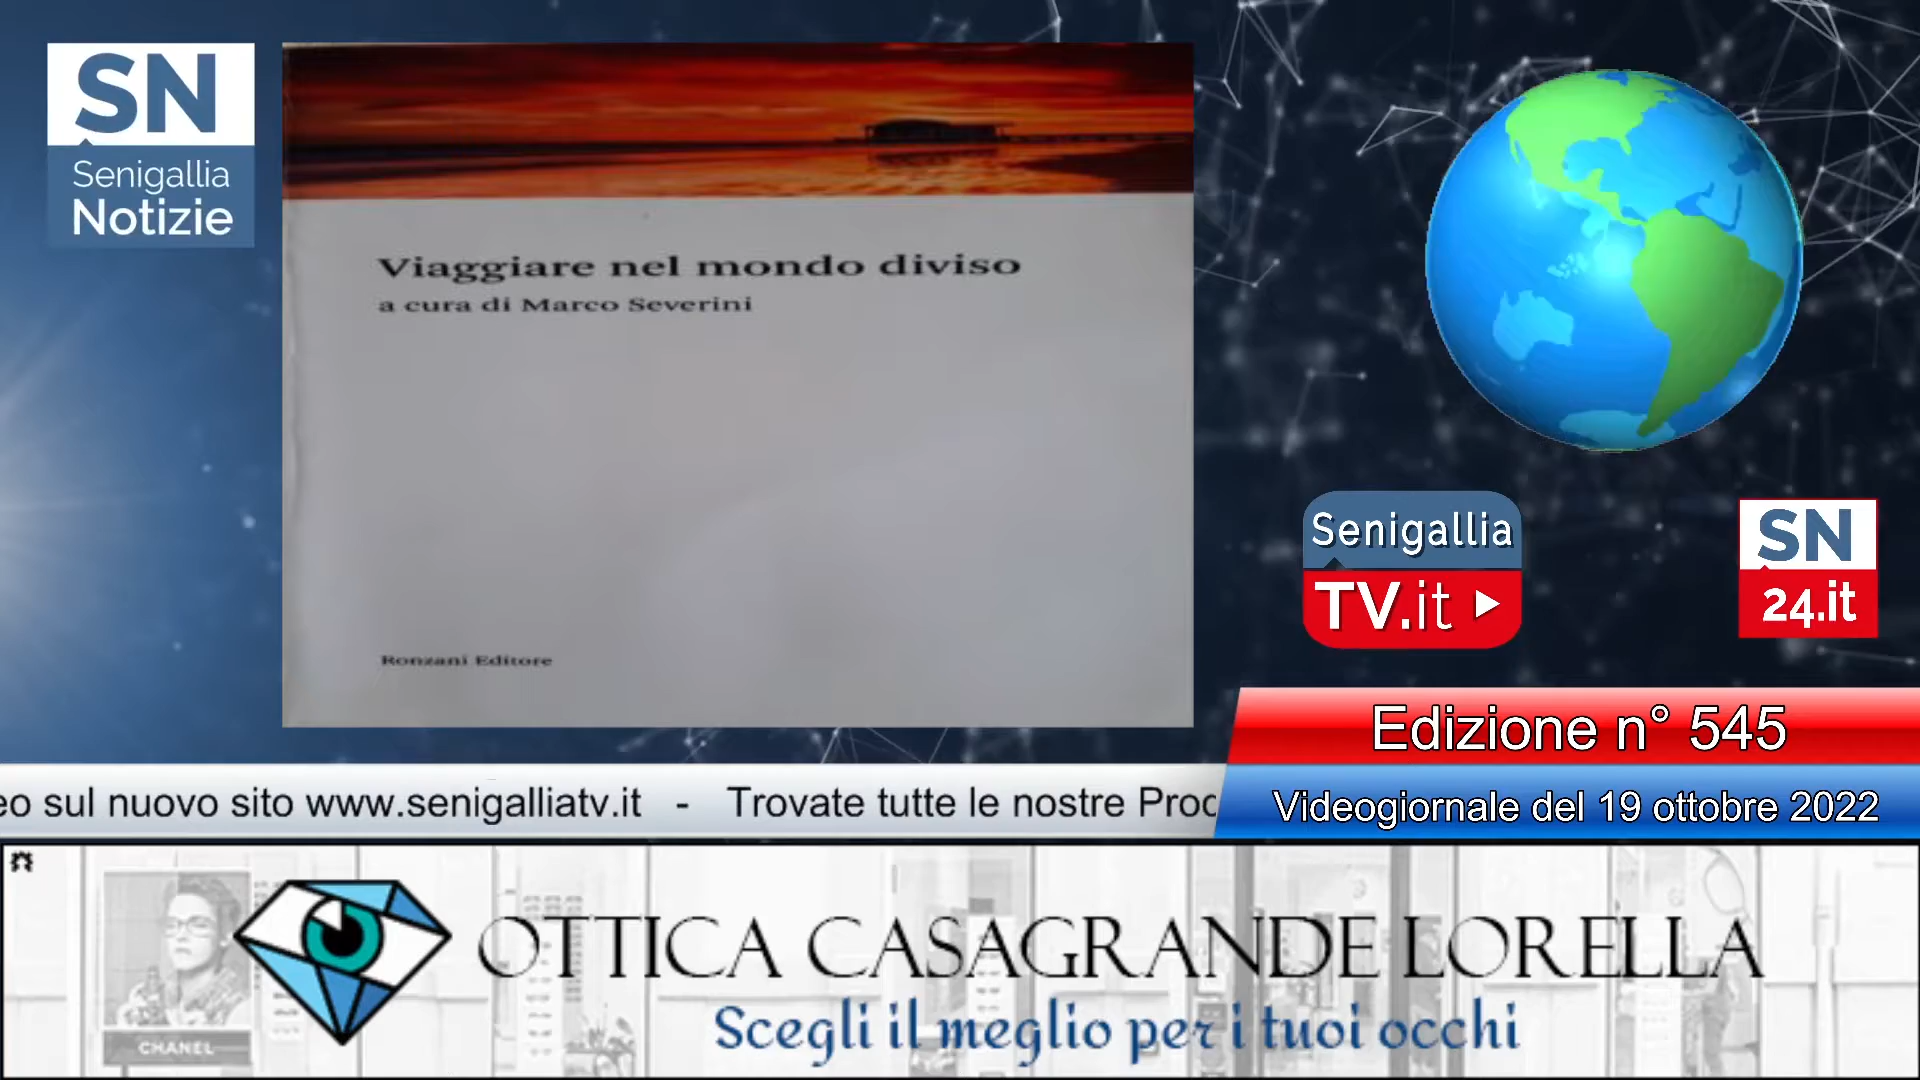 SN
Senigallia
Notizie
Viaggiare nel mondo diviso
a cura di Marco Severini
Ronzani Editore
Senigallia
TV.it
SN
24.it
Edizione n° 545
Videogiornale del 19 ottobre 2022
eo sul nuovo sito www.senigalliatv.it - Trovate tutte le nostre Proc
OTTICA CASAGRANDE LORELLA
Scegli il meglio per i tuoi occhi
CHANEL